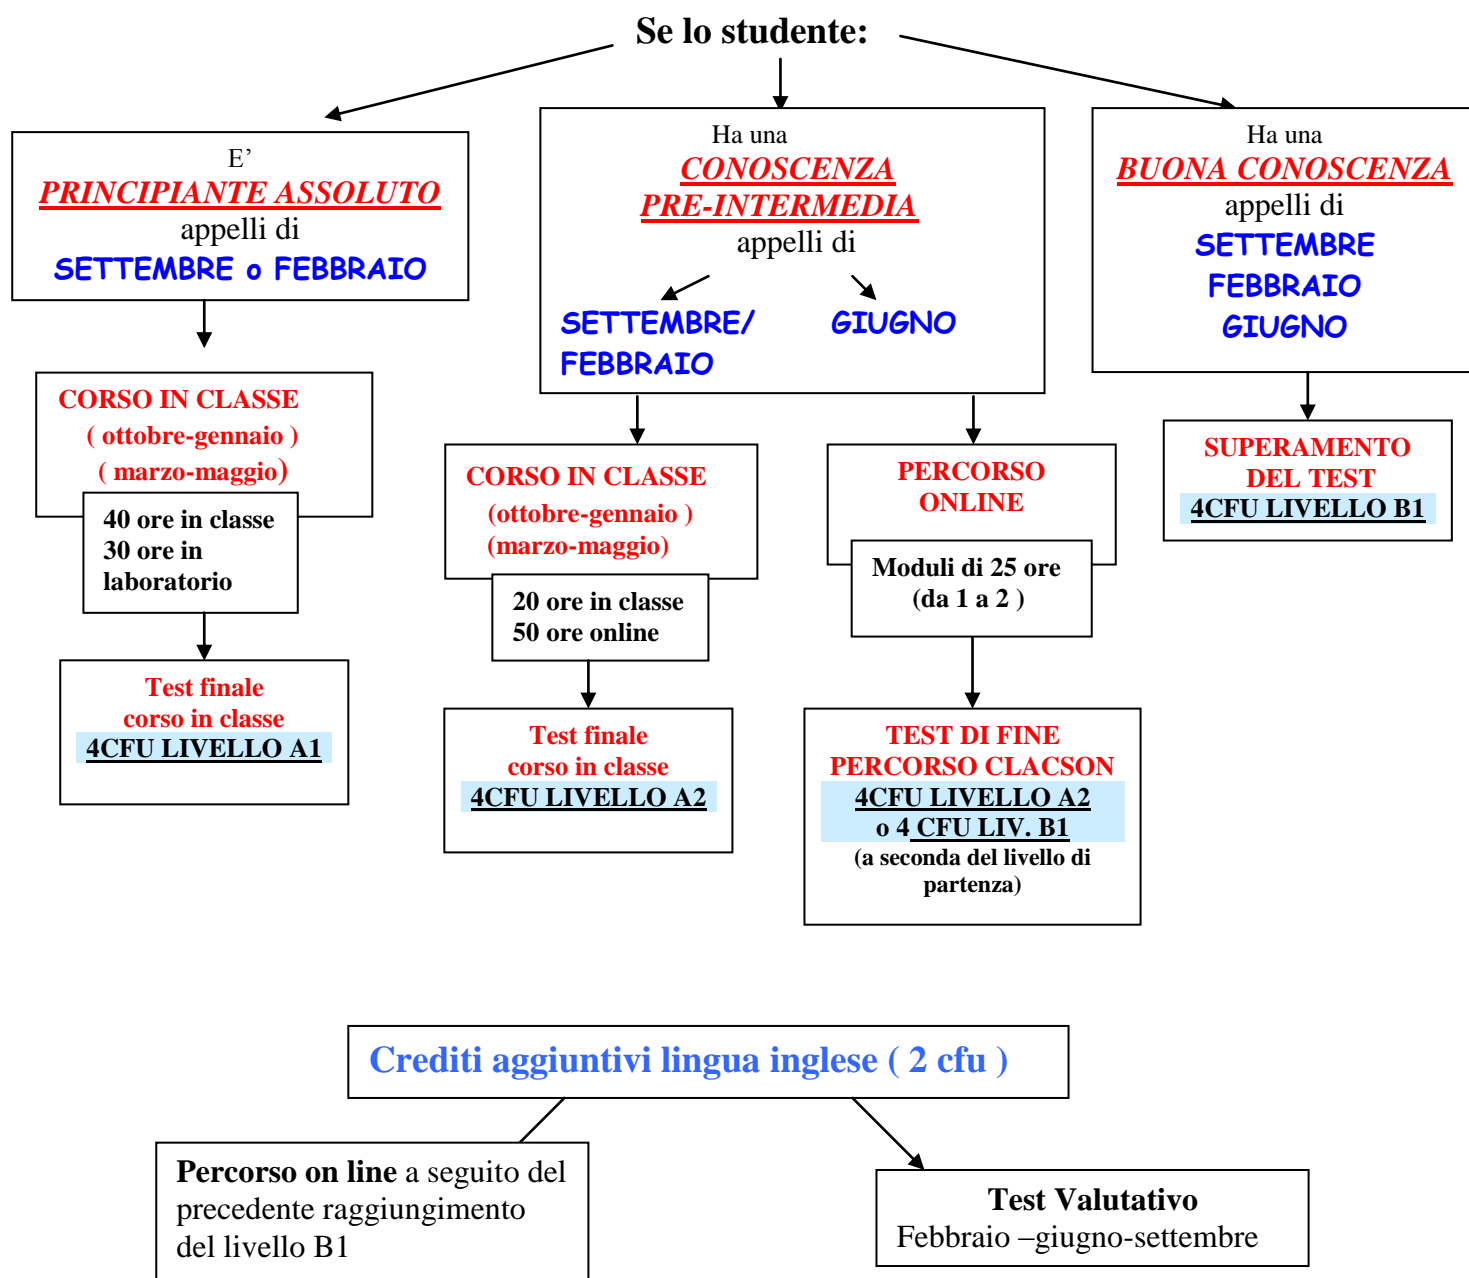 Se lo studente:
E’
PRINCIPIANTE ASSOLUTO
appelli di
SETTEMBRE o FEBBRAIO
CORSO IN CLASSE
( ottobre-gennaio )
( marzo-maggio)
40 ore in classe
30 ore in
laboratorio
Test finale
corso in classe
4CFU LIVELLO A1
Ha una
CONOSCENZA
PRE-INTERMEDIA
appelli di
SETTEMBRE/
FEBBRAIO
GIUGNO
CORSO IN CLASSE
(ottobre-gennaio )
(marzo-maggio)
20 ore in classe
50 ore online
Test finale
corso in classe
4CFU LIVELLO A2
PERCORSO
ONLINE
Moduli di 25 ore
(da 1 a 2 )
TEST DI FINE
PERCORSO CLACSON
4CFU LIVELLO A2
o 4 CFU LIV. B1
(a seconda del livello di
partenza)
Ha una
BUONA CONOSCENZA
appelli di
SETTEMBRE
FEBBRAIO
GIUGNO
SUPERAMENTO
DEL TEST
4CFU LIVELLO B1
Crediti aggiuntivi lingua inglese ( 2 cfu )
Percorso on line a seguito del
precedente raggiungimento
del livello B1
Test Valutativo
Febbraio –giugno-settembre